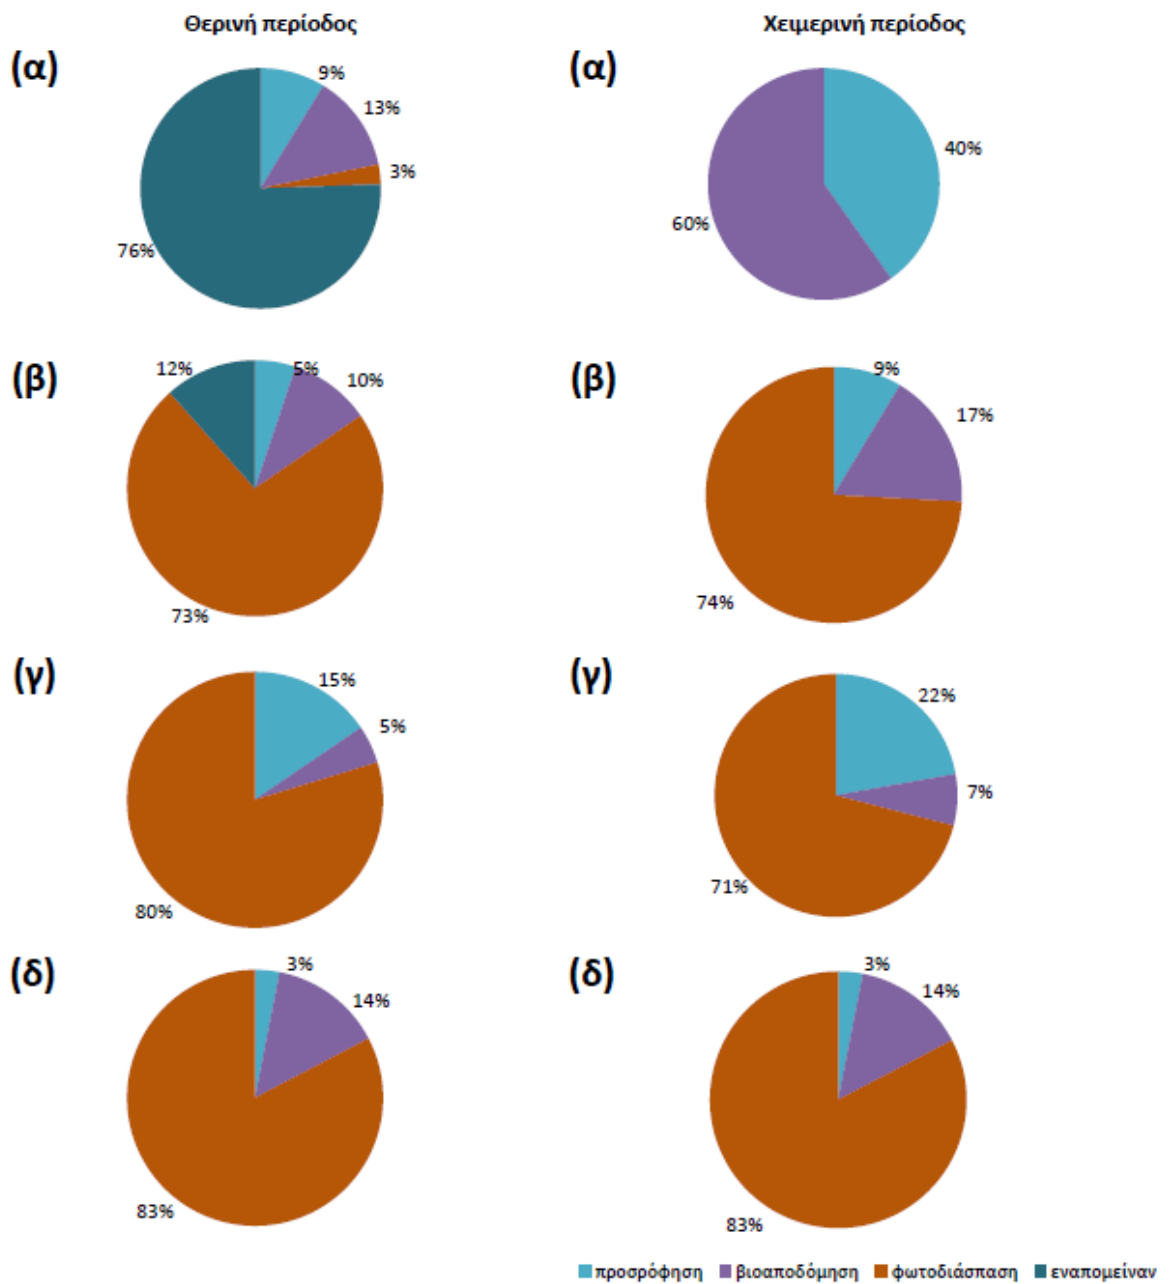 Θερινή περίοδος
Χειμερινή περίοδος
(α)
9%
13%
3%
76%
(α)
40%
60%
(β)
12%
5%
10%
73%
(β)
9%
17%
74%
(γ)
15%
5%
80%
(γ)
22%
7%
71%
(δ)
3%
14%
83%
(δ)
3%
14%
83%
προσρόφηση βιοαποδόμηση φωτοδιάσπαση εναπομείναν